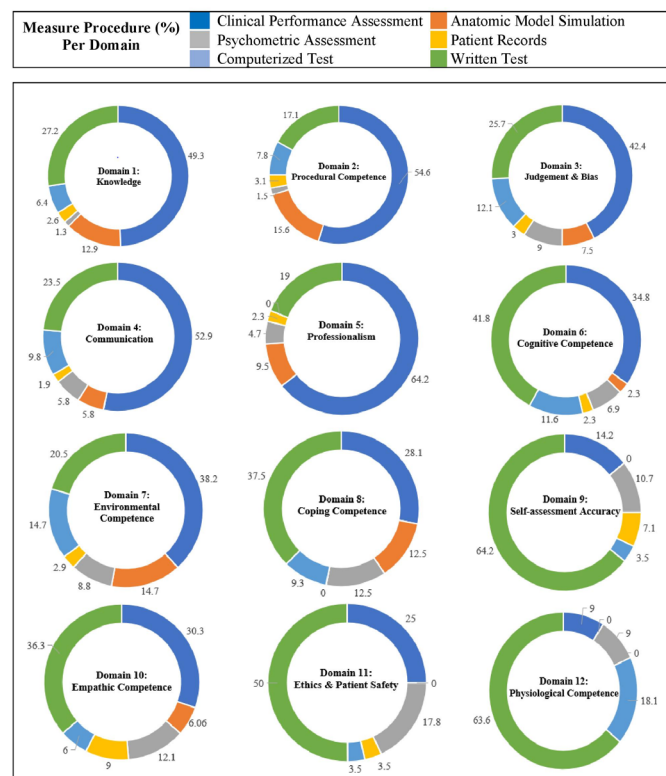 Measure Procedure (%)
Per Domain
Clinical Performance Assessment
Anatomic Model Simulation
Psychometric Assessment
Patient Records
Computerized Test
Written Test
27.2
49.3
6.4
2.6
1.3
12.9
Domain 1:
Knowledge
17.1
7.8
3.1
1.5
15.6
54.6
Domain 2:
Procedural Competence
25.7
42.4
12.1
3
9
7.5
Domain 3:
Judgement & Bias
23.5
52.9
9.8
1.9
5.8
5.8
Domain 4:
Communication
19
0
2.3
4.7
9.5
64.2
Domain 5:
Professionalism
34.8
41.8
2.3
6.9
2.3
11.6
Domain 6:
Cognitive Competence
20.5
38.2
14.7
2.9
8.8
14.7
Domain 7:
Environmental
Competence
28.1
37.5
12.5
9.3
0
12.5
Domain 8:
Coping Competence
14.2
0
10.7
7.1
3.5
64.2
Domain 9:
Self-assessment Accuracy
36.3
30.3
6.06
12.1
9
6
Domain 10:
Empathic Competence
25
50
0
17.8
3.5
3.5
Domain 11:
Ethics & Patient Safety
9
0
9
0
18.1
63.6
Domain 12:
Physiological Competence